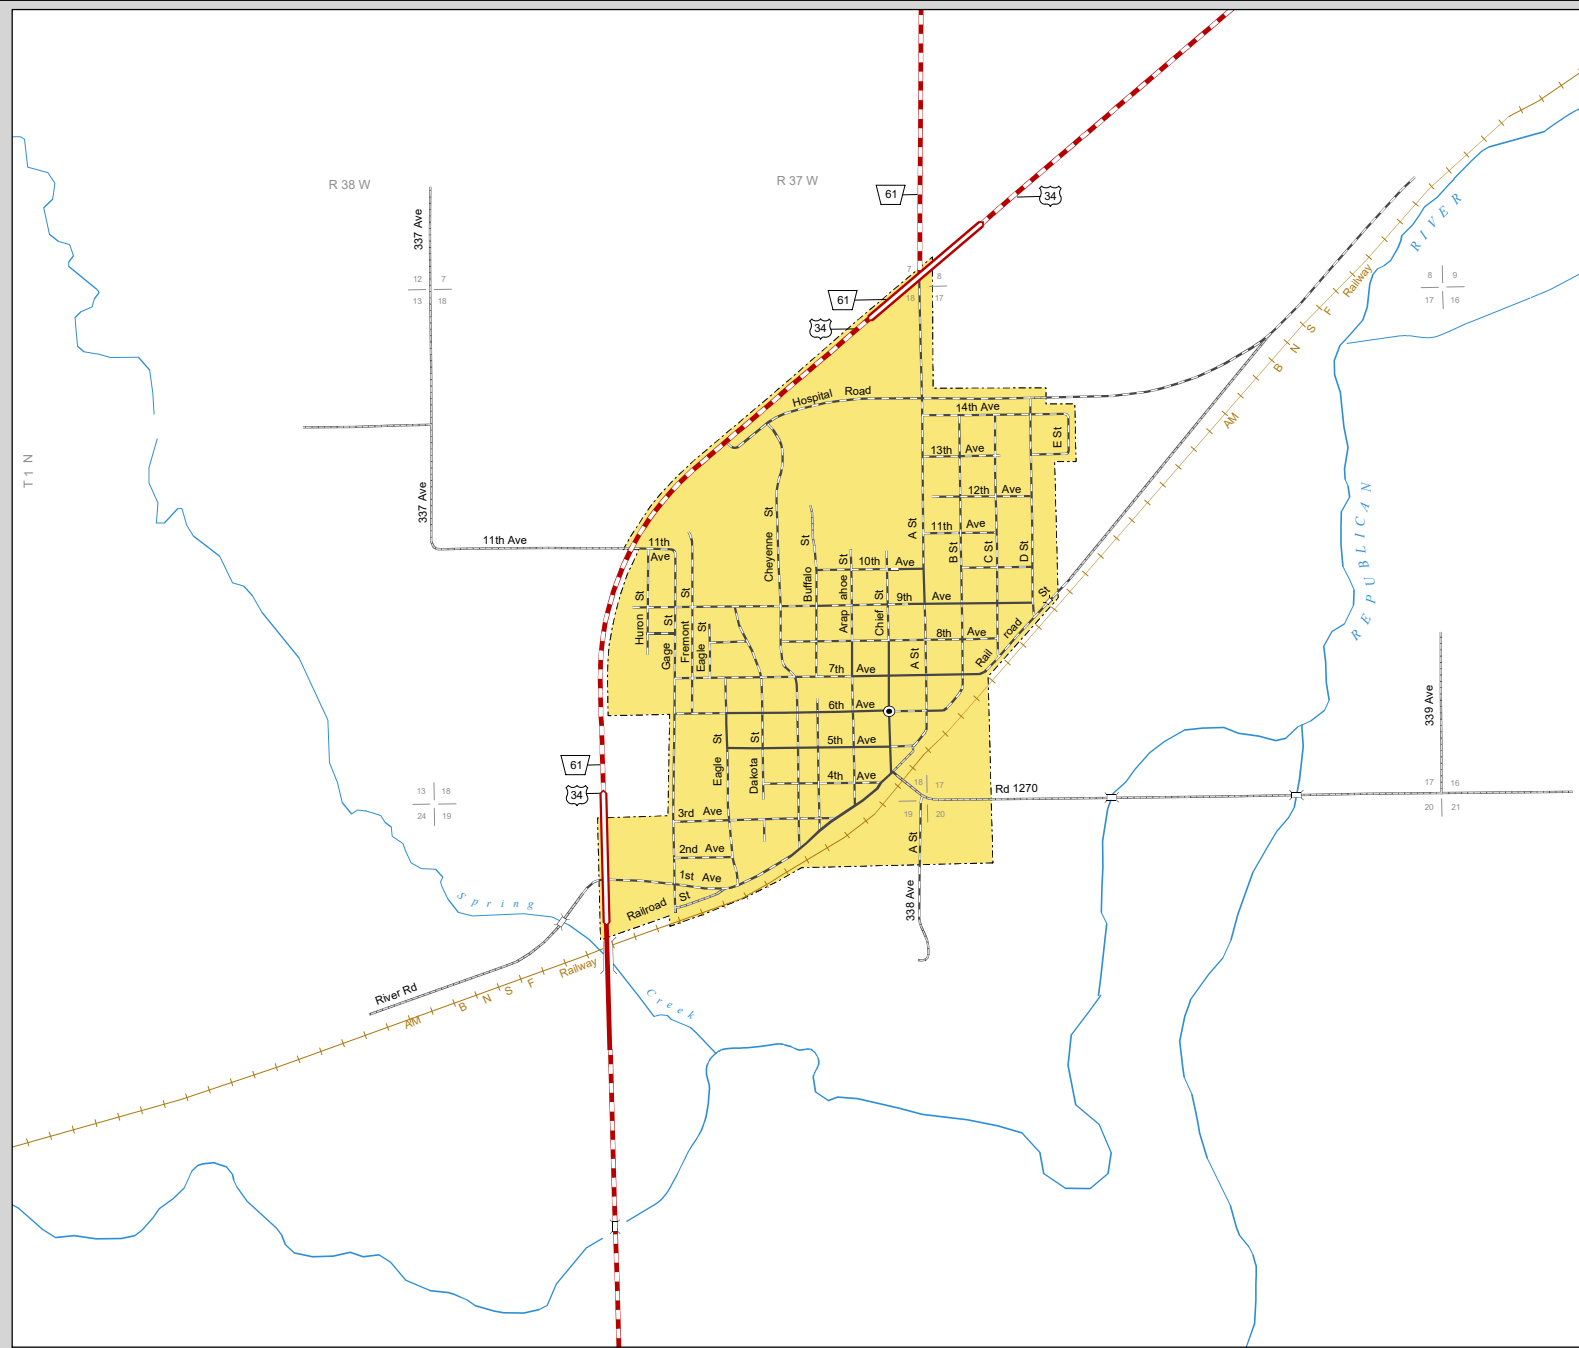 R 38 W
R 37 W
61
34
337 Ave
RIVER
12 7
13 18
7 8
18 17
8 9
17 16
61
34
BNSF Railway
AM
Hospital Road
14th Ave
E St
13th Ave
T 1 N
337 Ave
12th Ave
11th Ave
11th Ave
11th Ave
A St
B St
C St
D St
REPUBLICAN
Cheyenne St
Buffalo St
Arapahoe St
Chief St
10th Ave
9th Ave
Huron St
Gage St
Fremont St
Eagle St
8th Ave
Railroad St
A St
7th Ave
6th Ave
339 Ave
Eagle St
Dakota St
5th Ave
61
34
4th Ave
18 17
19 20
Rd 1270
13 18
24 19
17 16
20 21
3rd Ave
2nd Ave
A St
1st Ave
338 Ave
Railroad St
Spring
River Rd
AM
BNSF Railway
Creek